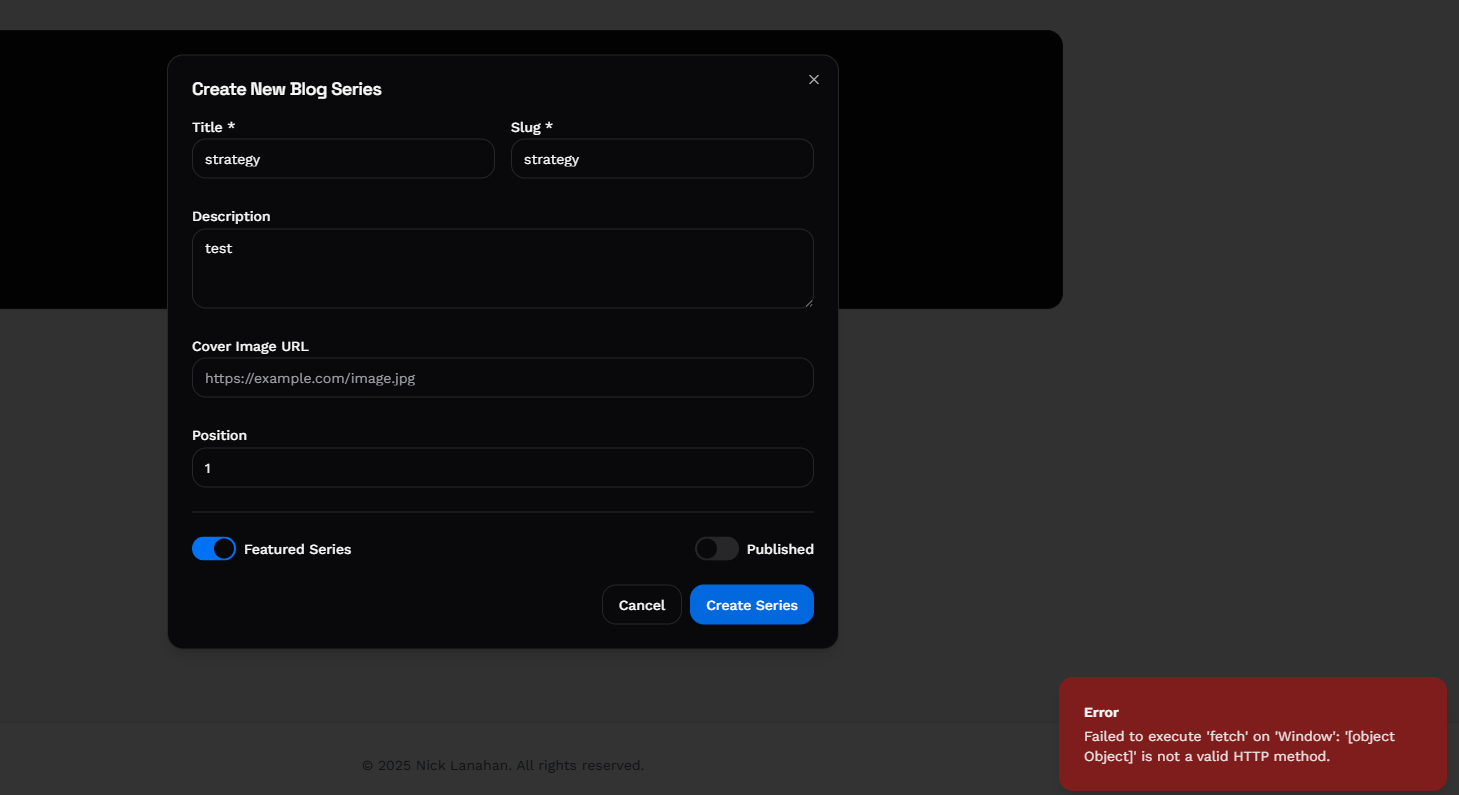 Create New Blog Series
Title *
Slug *
strategy
strategy
Description
test
Cover Image URL
https://example.com/image.jpg
Position
1
Featured Series
Published
Cancel
Create Series
Error
Failed to execute 'fetch' on 'Window': '[object
Object]' is not a valid HTTP method.
© 2025 Nick Lanahan. All rights reserved.